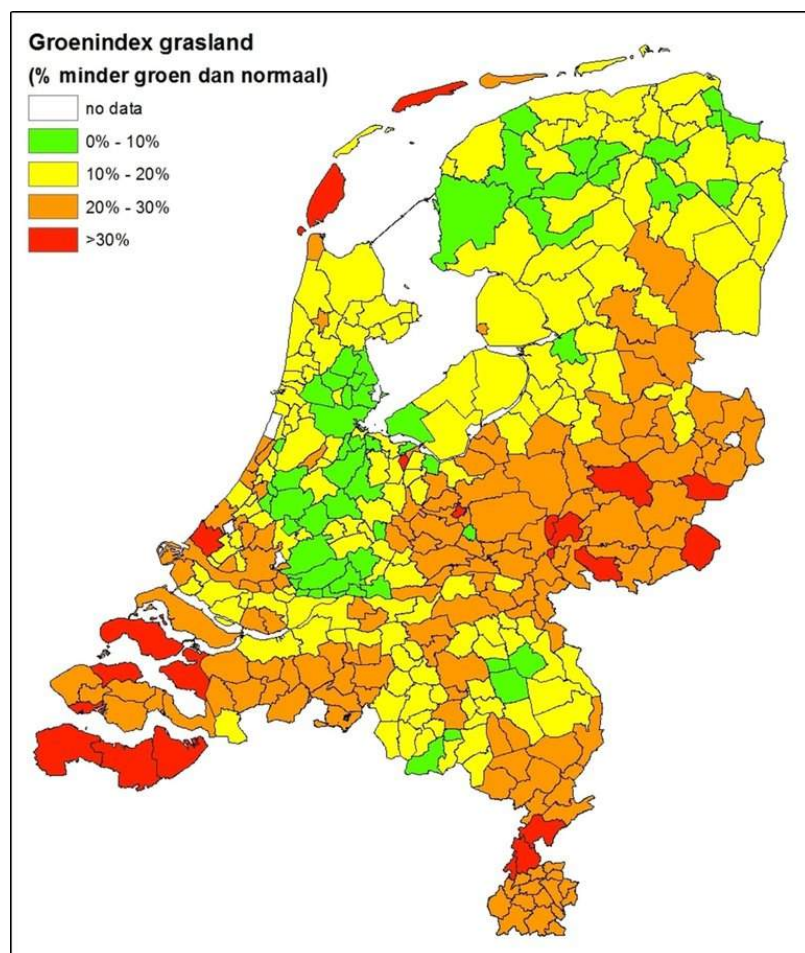 Groenindex grasland
(% minder groen dan normaal)
no data
0% - 10%
10% - 20%
20% - 30%
>30%